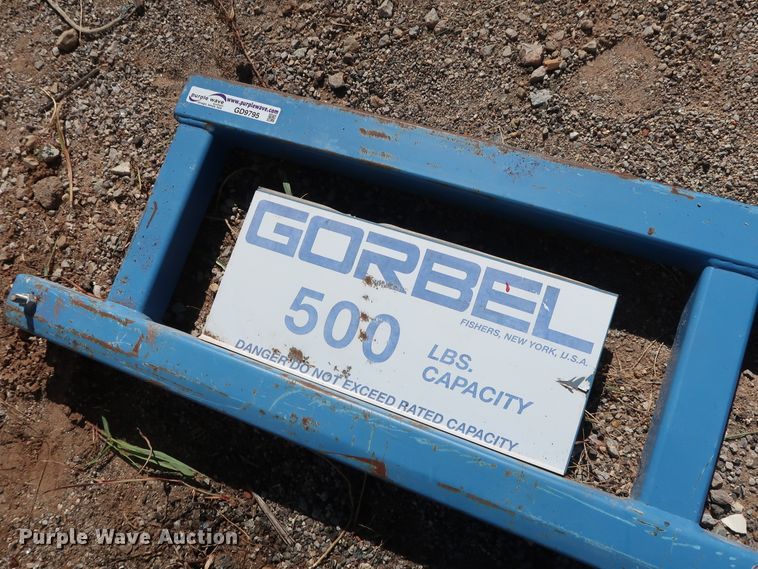 purple wave
www.purplewave.com
GD9795
GORBEL
FISHERS, NEW YORK, U.S.A.
500
LBS.
CAPACITY
DANGER DO NOT EXCEED RATED CAPACITY
Purple Wave Auction